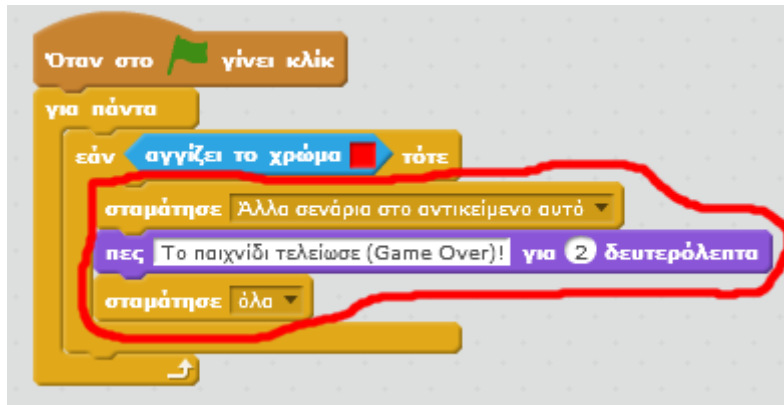 Όταν στο γίνει κλίκ
για πάντα
εάν αγγίζει το χρώμα τότε
σταμάτησε Άλλα σενάρια στο αντικείμενο αυτό
πες Το παιχνίδι τελείωσε (Game Over)! για 2 δευτερόλεπτα
σταμάτησε όλα